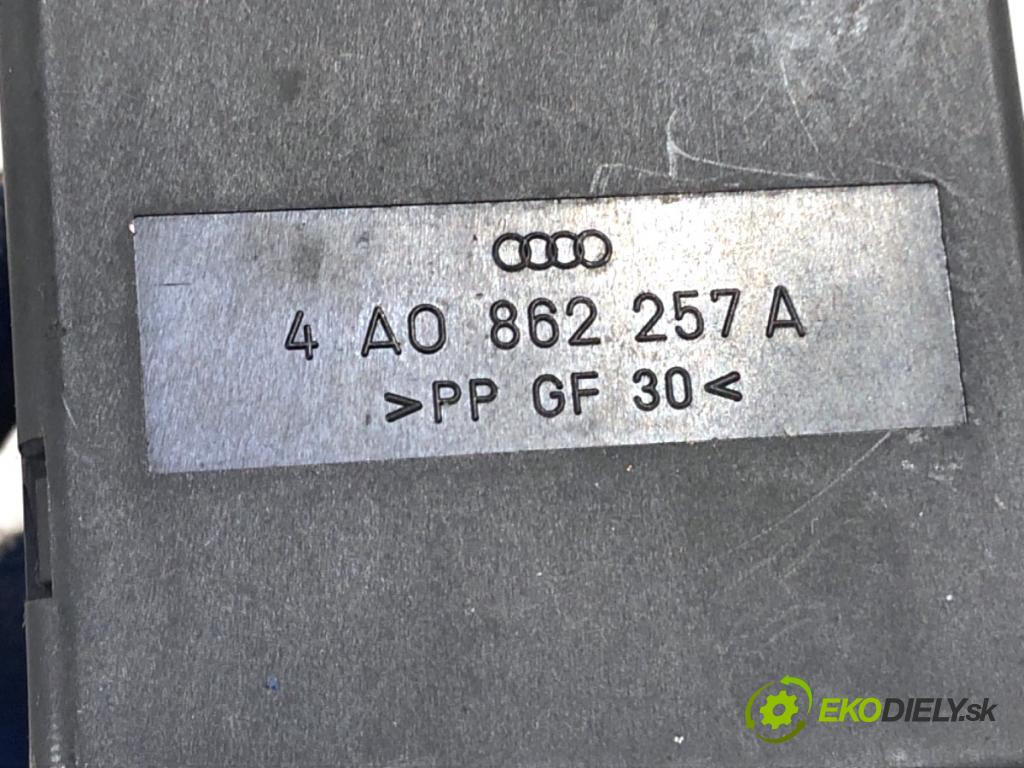 4 A0 862 257 A
>PP GF 30<
EKODIELY.sk